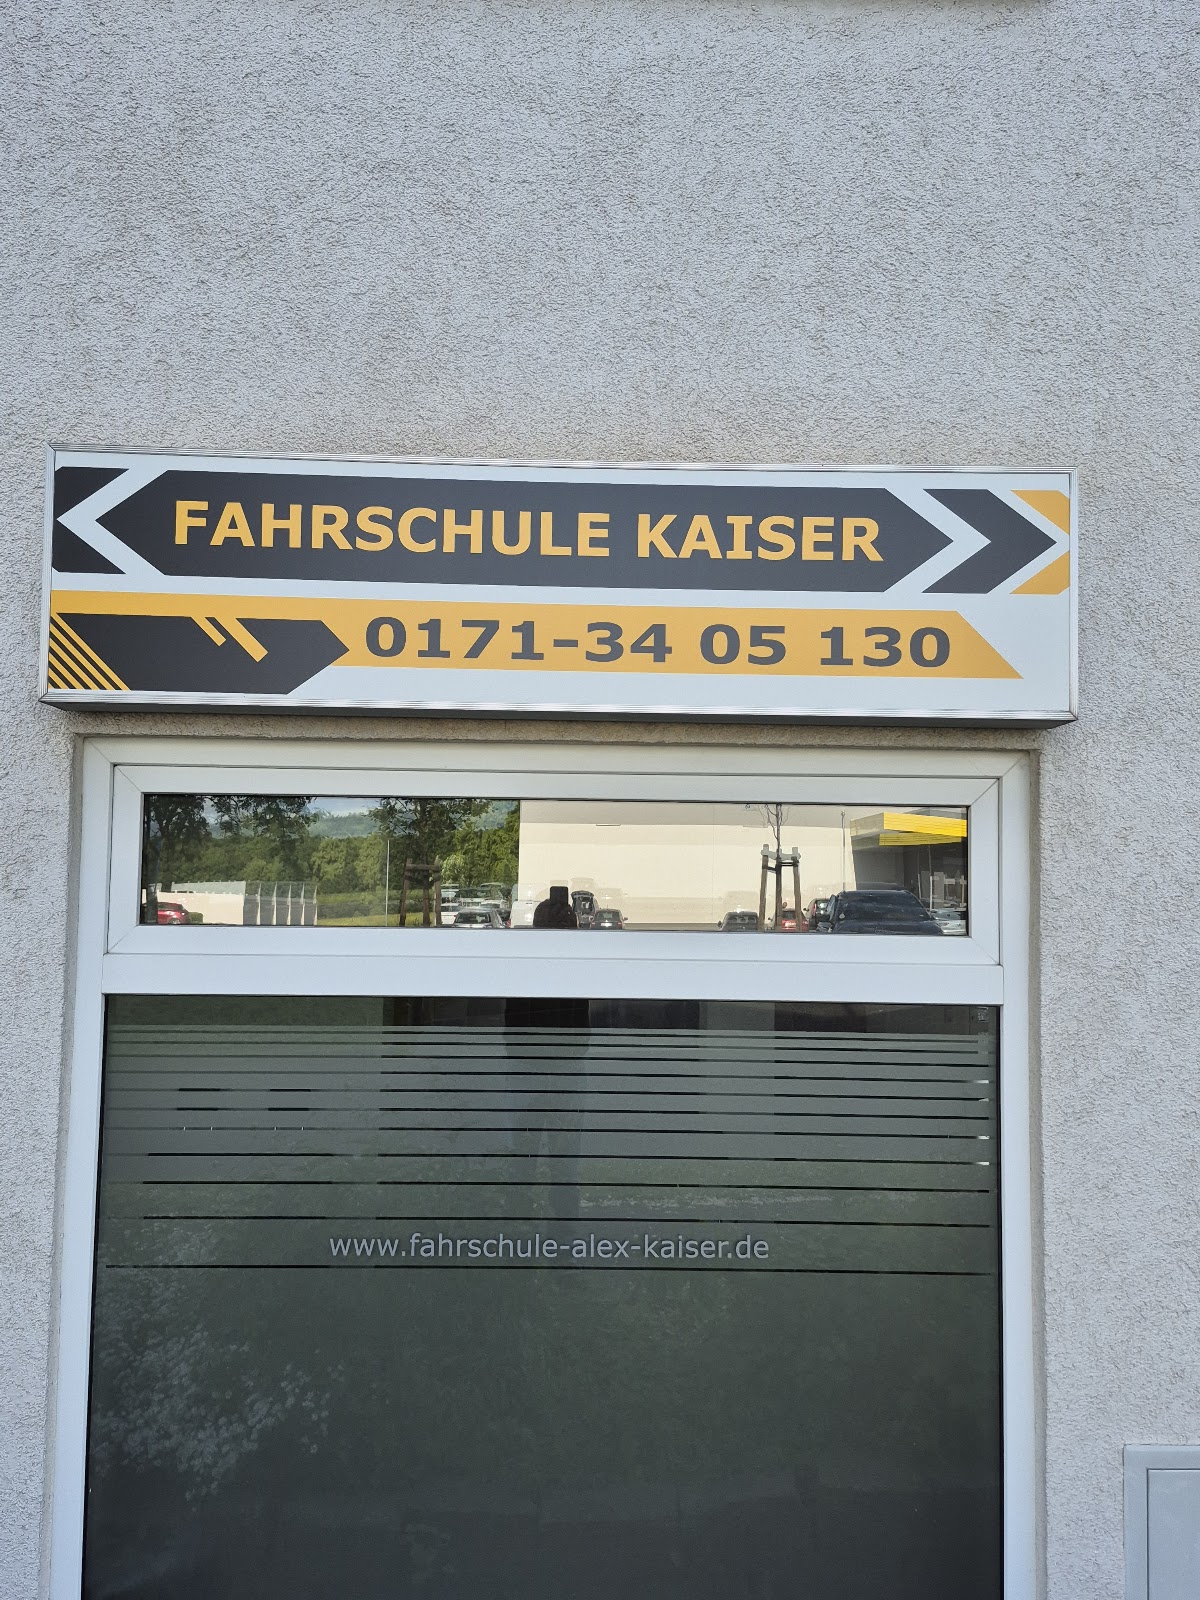 FAHRSCHULE KAISER
0171-34 05 130
www.fahrschule-alex-kaiser.de